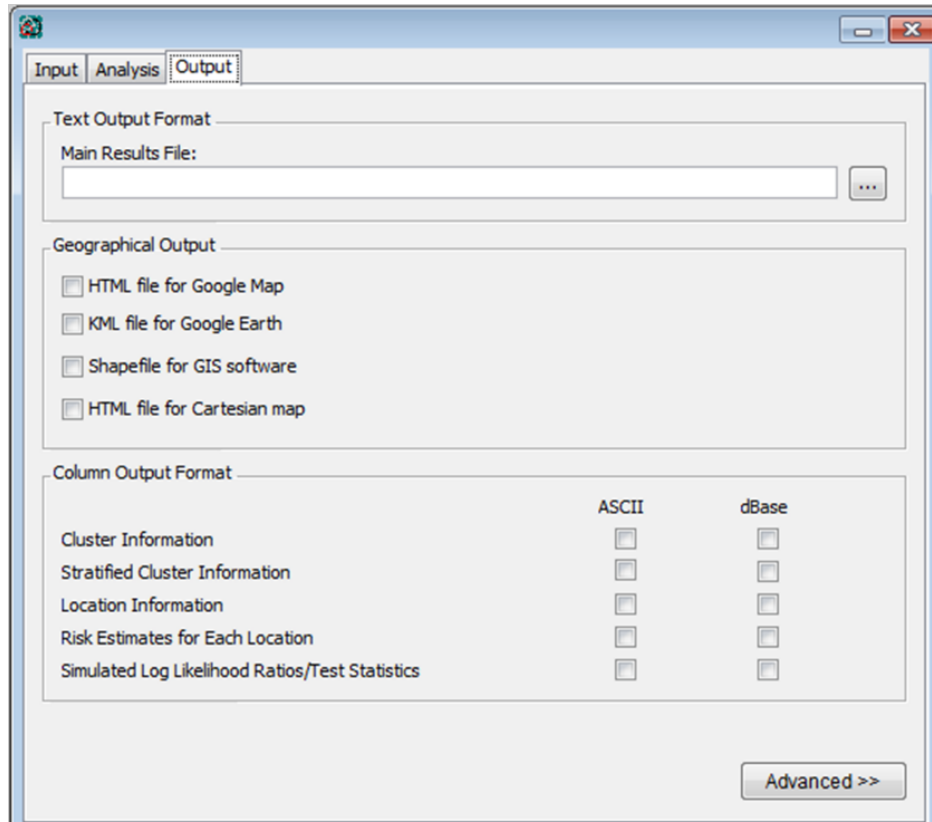 Input Analysis Output
Text Output Format
Main Results File:
...
Geographical Output
HTML file for Google Map
KML file for Google Earth
Shapefile for GIS software
HTML file for Cartesian map
Column Output Format
ASCII dBase
Cluster Information
Stratified Cluster Information
Location Information
Risk Estimates for Each Location
Simulated Log Likelihood Ratios/Test Statistics
Advanced >>